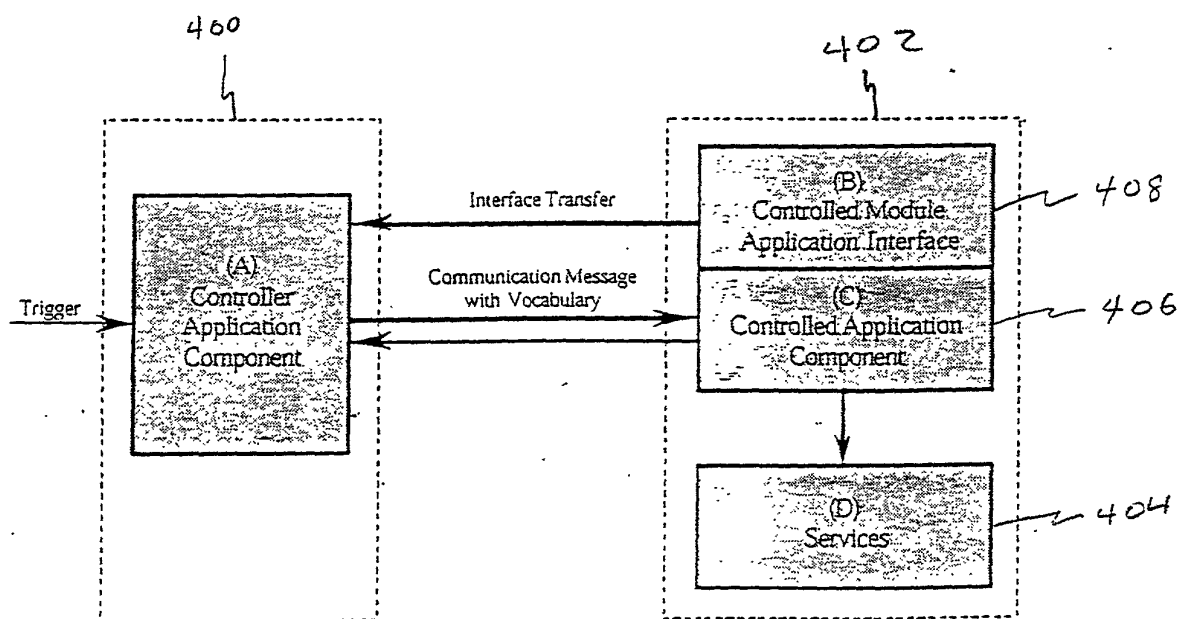 400
402
(B)
Controlled Module
Application Interface
408
Interface Transfer
(A)
Controller
Application
Component
Communication Message
with Vocabulary
Trigger
(C)
Controlled Application
Component
406
(D)
Services
404